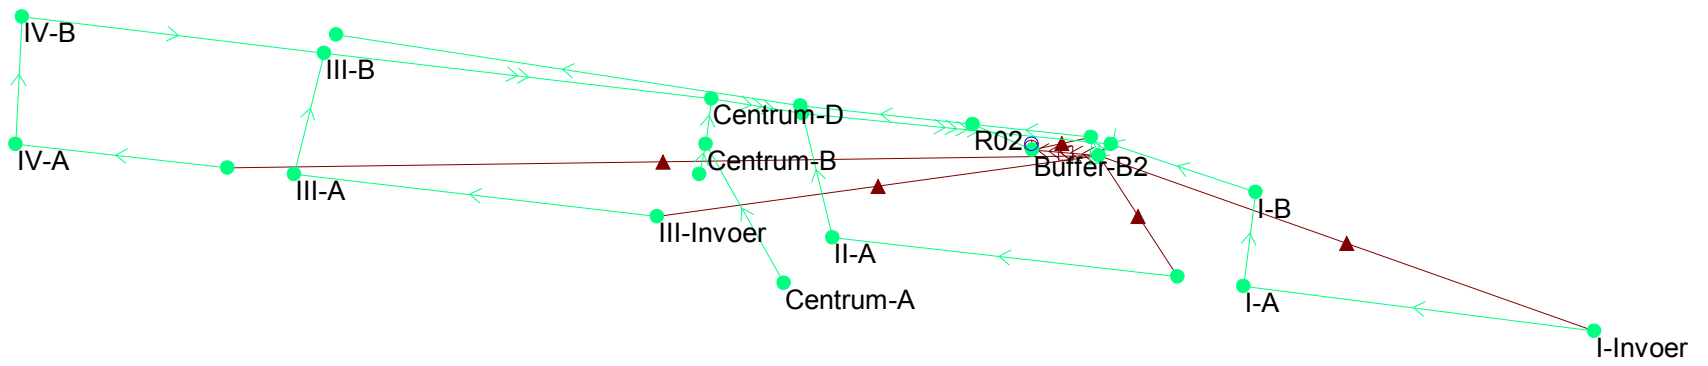 IV-B
III-B
Centrum-D
R02
IV-A
Centrum-B
Buffer-B2
III-A
I-B
III-Invoer
II-A
Centrum-A
I-A
I-Invoer